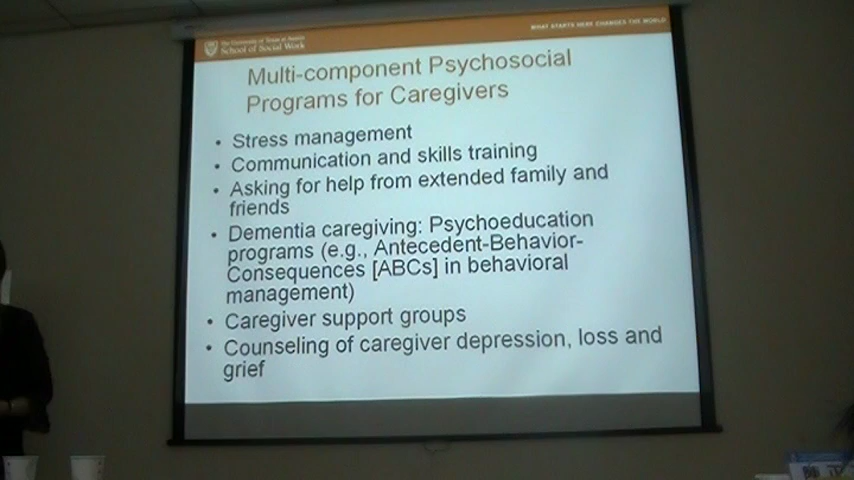 The University of Texas at Austin
School of Social Work
WHAT STARTS HERE CHANGES THE WORLD
Multi-component Psychosocial
Programs for Caregivers
• Stress management
• Communication and skills training
• Asking for help from extended family and
friends
• Dementia caregiving: Psychoeducation
programs (e.g., Antecedent-Behavior-
Consequences [ABCs] in behavioral
management)
• Caregiver support groups
• Counseling of caregiver depression, loss and
grief